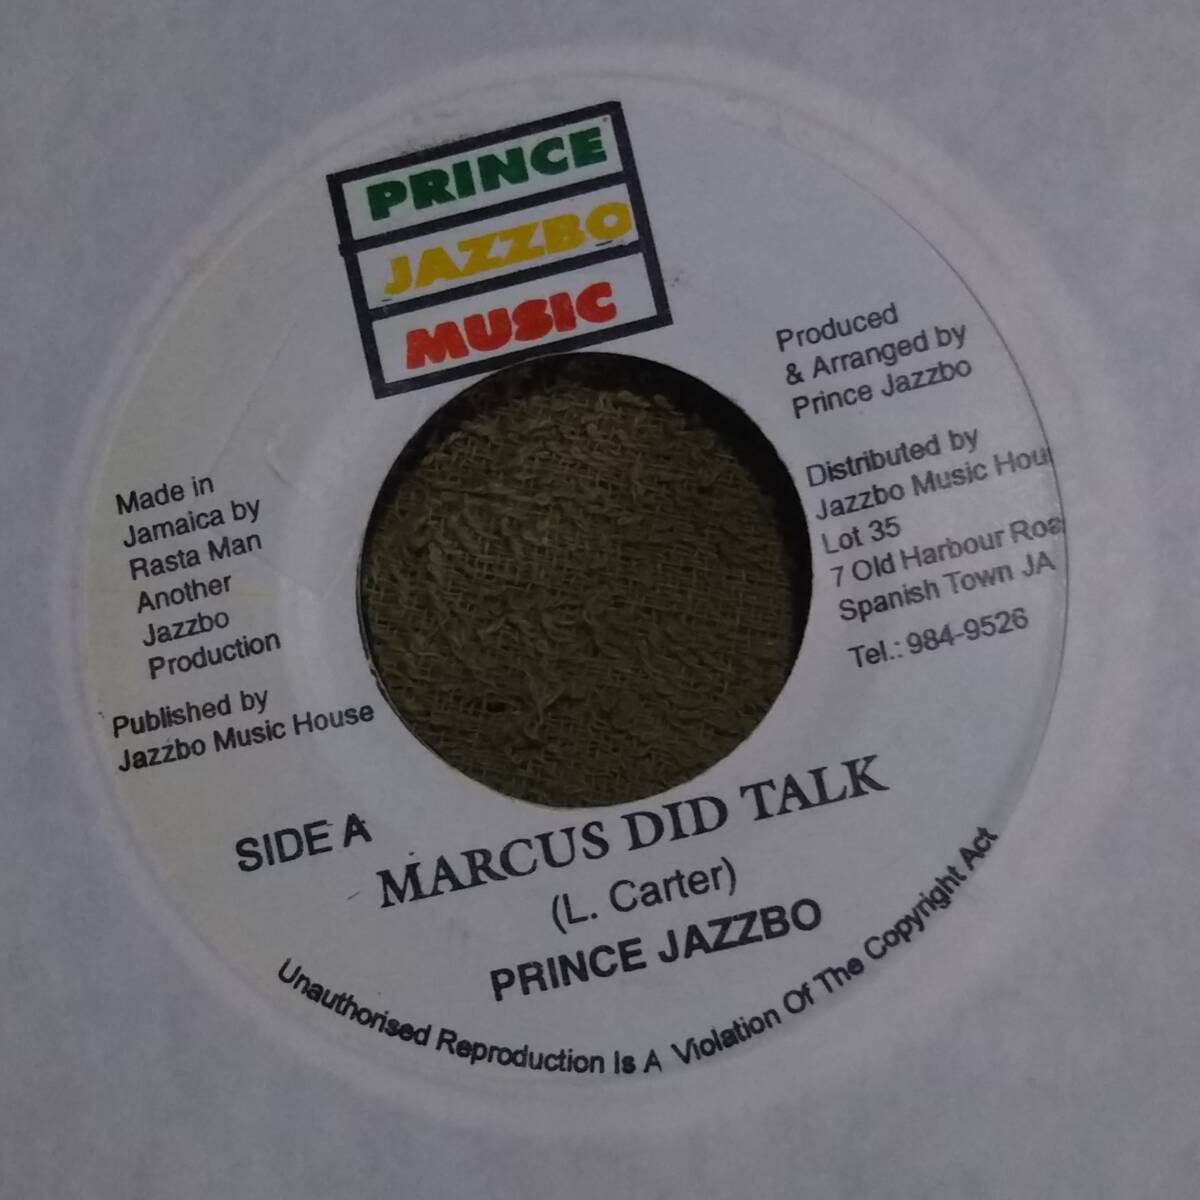 PRINCE
JAZZBO
MUSIC
Produced
& Arranged by
Prince Jazzbo
Distributed by
Jazzbo Music Hou
Lot 35
7 Old Harbour Roa
Spanish Town JA
Tel.: 984-9526
Made in
Jamaica by
Rasta Man
Another
Jazzbo
Production
Published by
Jazzbo Music House
SIDE A
MARCUS DID TALK
(L. Carter)
PRINCE JAZZBO
Unauthorised Reproduction Is A Violation Of The Copyright Act